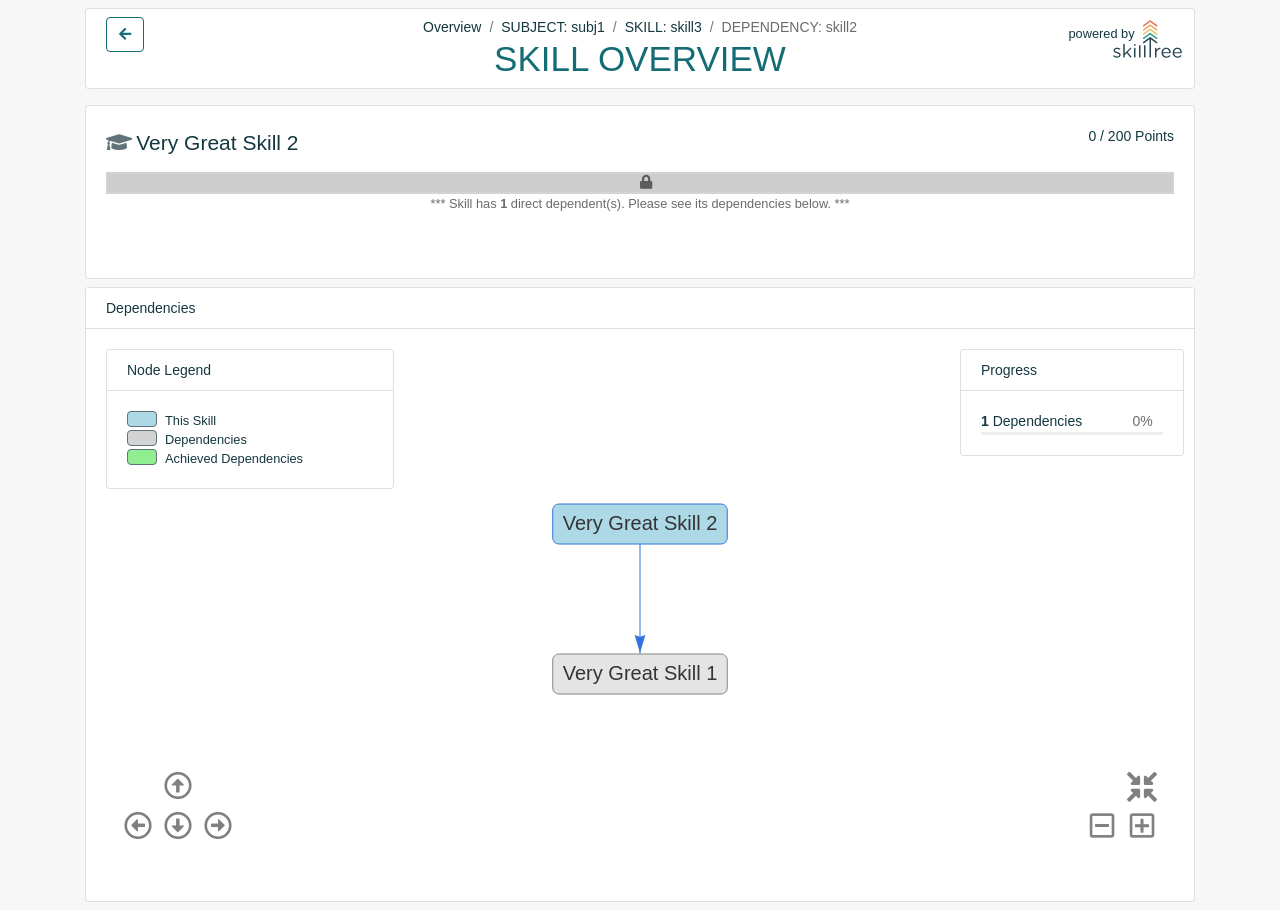 Overview / SUBJECT: subj1 / SKILL: skill3 / DEPENDENCY: skill2
SKILL OVERVIEW
powered by
skilltree
Very Great Skill 2
0 / 200 Points
*** Skill has 1 direct dependent(s). Please see its dependencies below. ***
Dependencies
Node Legend
This Skill
Dependencies
Achieved Dependencies
Progress
1 Dependencies 0%
Very Great Skill 2
Very Great Skill 1